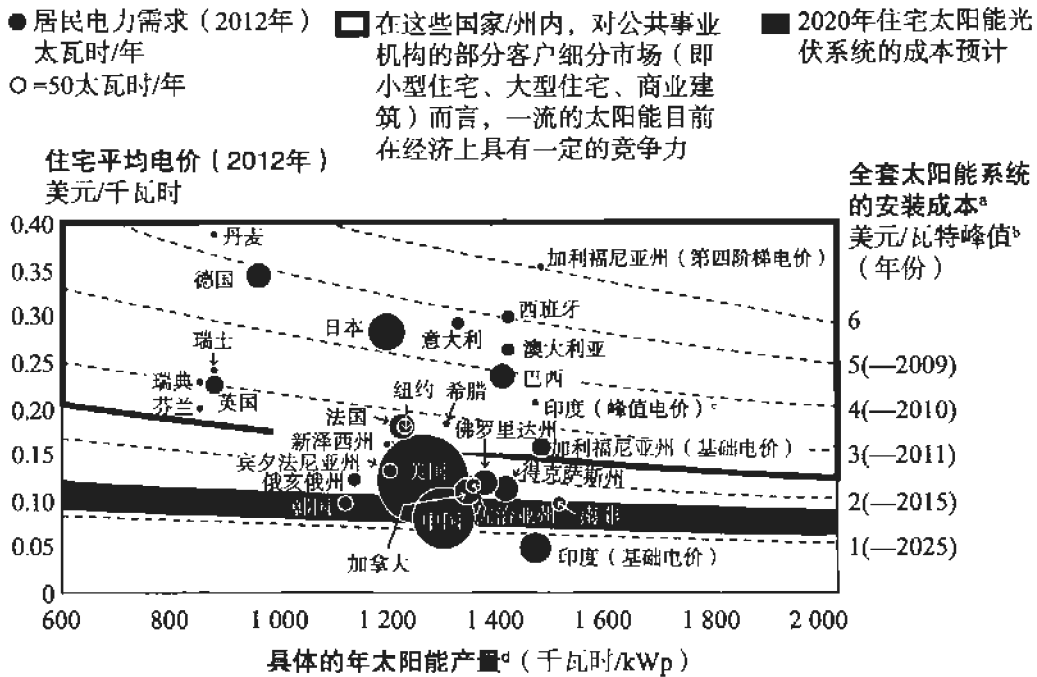 居民电力需求（2012年）
太瓦时/年
=50太瓦时/年
在这些国家/州内，对公共事业
机构的部分客户细分市场（即
小型住宅、大型住宅、商业建
筑）而言，一流的太阳能目前
在经济上具有一定的竞争力
2020年住宅太阳能光
伏系统的成本预计
住宅平均电价（2012年）
美元/千瓦时
全套太阳能系统
的安装成本a
美元/瓦特峰值b
（年份）
0.40
0.35
0.30
0.25
0.20
0.15
0.10
0.05
0
丹麦
德国
日本
意大利
西班牙
澳大利亚
巴西
加利福尼亚州（第四阶梯电价）
瑞士
瑞典
芬兰
英国
纽约
希腊
法国
印度（峰值电价）c
新泽西州
佛罗里达州
加利福尼亚州（基础电价）
宾夕法尼亚州
美国
得克萨斯州
俄亥俄州
韩国
中国
佐治亚州
南非
加拿大
印度（基础电价）
6
5(—2009)
4(—2010)
3(—2011)
2(—2015)
1(—2025)
600
800
1 000
1 200
1 400
1 600
1 800
2 000
具体的年太阳能产量d（千瓦时/kWp）